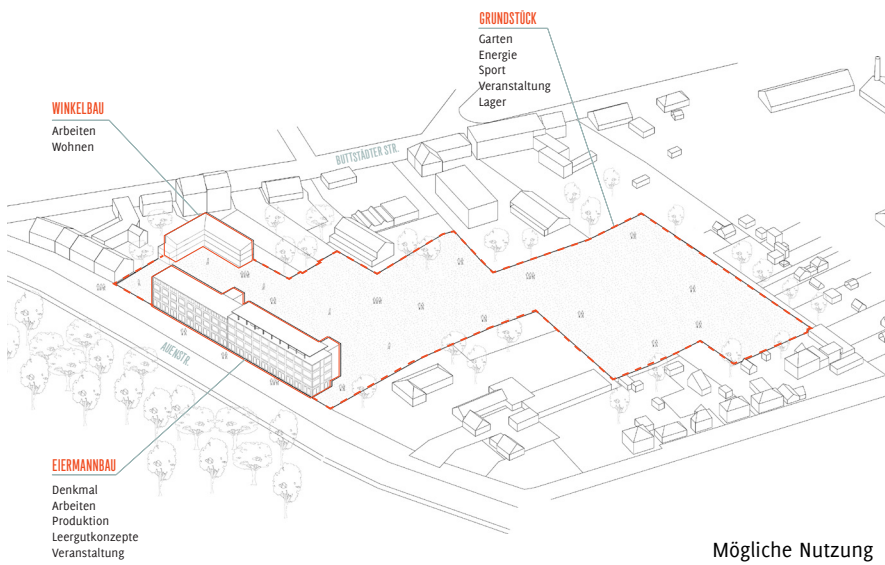 GRUNDSTÜCK
Garten
Energie
Sport
Veranstaltung
Lager
WINKELBAU
Arbeiten
Wohnen
BUTTSTÄDTER STR.
AUENSTR.
EIERMANNBAU
Denkmal
Arbeiten
Produktion
Leergutkonzepte
Veranstaltung
Mögliche Nutzung